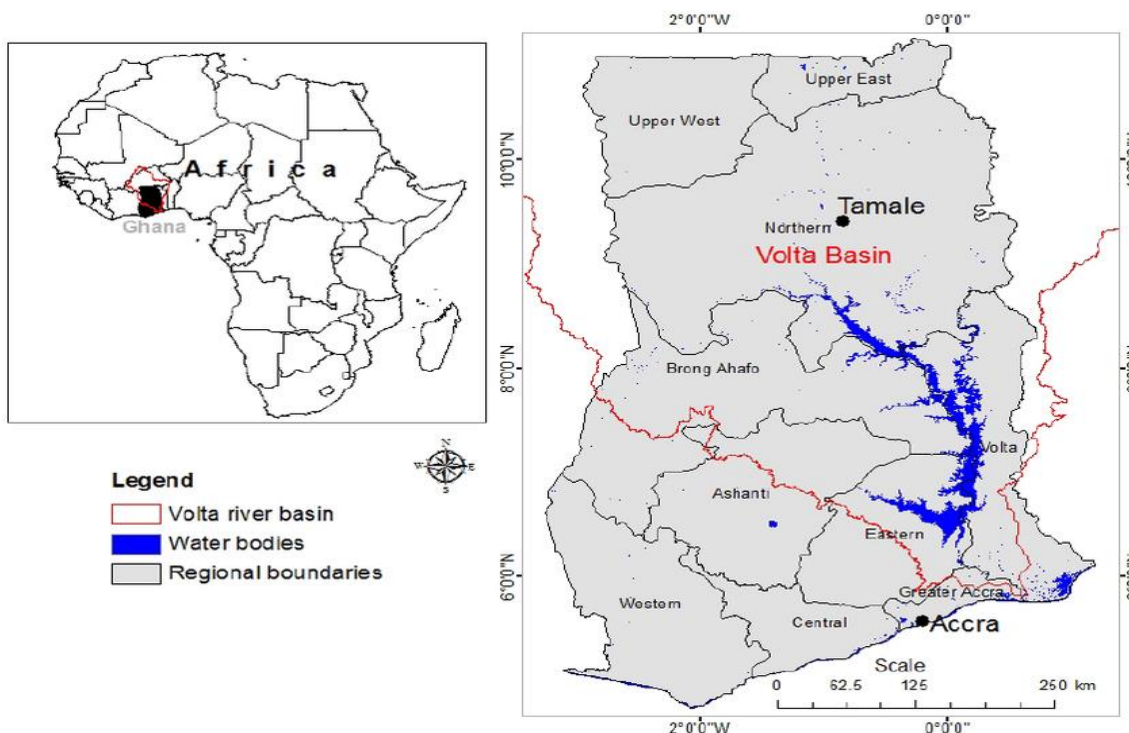 A f r i c a
Ghana
Legend
Volta river basin
Water bodies
Regional boundaries
N
W E
S
2°0'0"W 0°0'0"
10°0'0"N
8°0'0"N
6°0'0"N
Upper East
Upper West
Tamale
Northern
Volta Basin
Brong Ahafo
Volta
Ashanti
Eastern
Greater Accra
Western
Central
Accra
Scale
0 62.5 125 250 km
2°0'0"W 0°0'0"